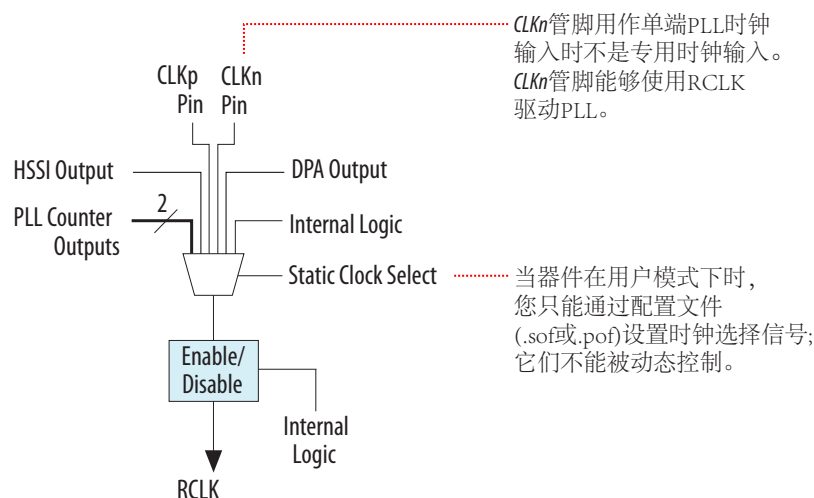 CLKn管脚用作单端PLL时钟
输入时不是专用时钟输入。
CLKn管脚能够使用RCLK
驱动PLL。
CLKp
Pin
CLKn
Pin
HSSI Output
DPA Output
2
PLL Counter
Outputs
Internal Logic
Static Clock Select
当器件在用户模式下时，
您只能通过配置文件
(.sof或.pof)设置时钟选择信号;
它们不能被动态控制。
Enable/
Disable
Internal
Logic
RCLK